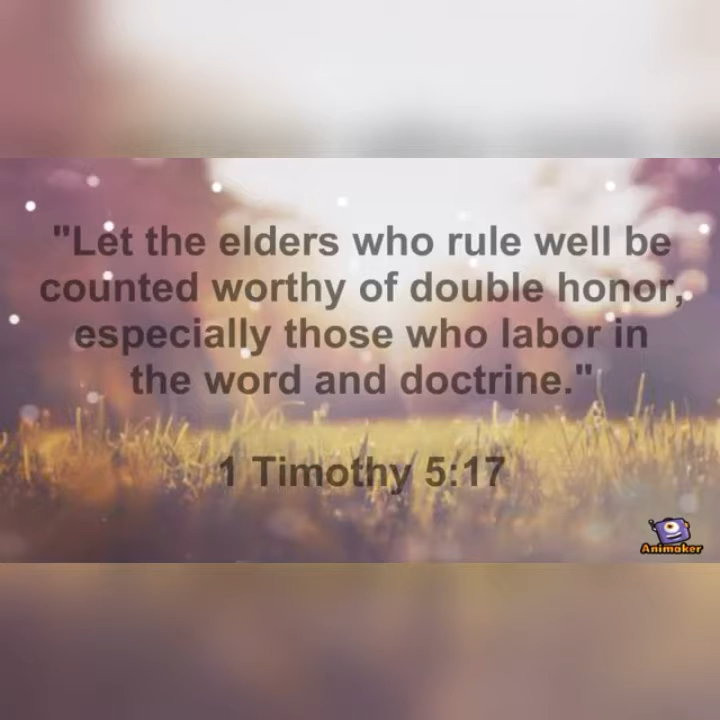 "Let the elders who rule well be
counted worthy of double honor,
especially those who labor in
the word and doctrine."
1 Timothy 5:17
Animaker